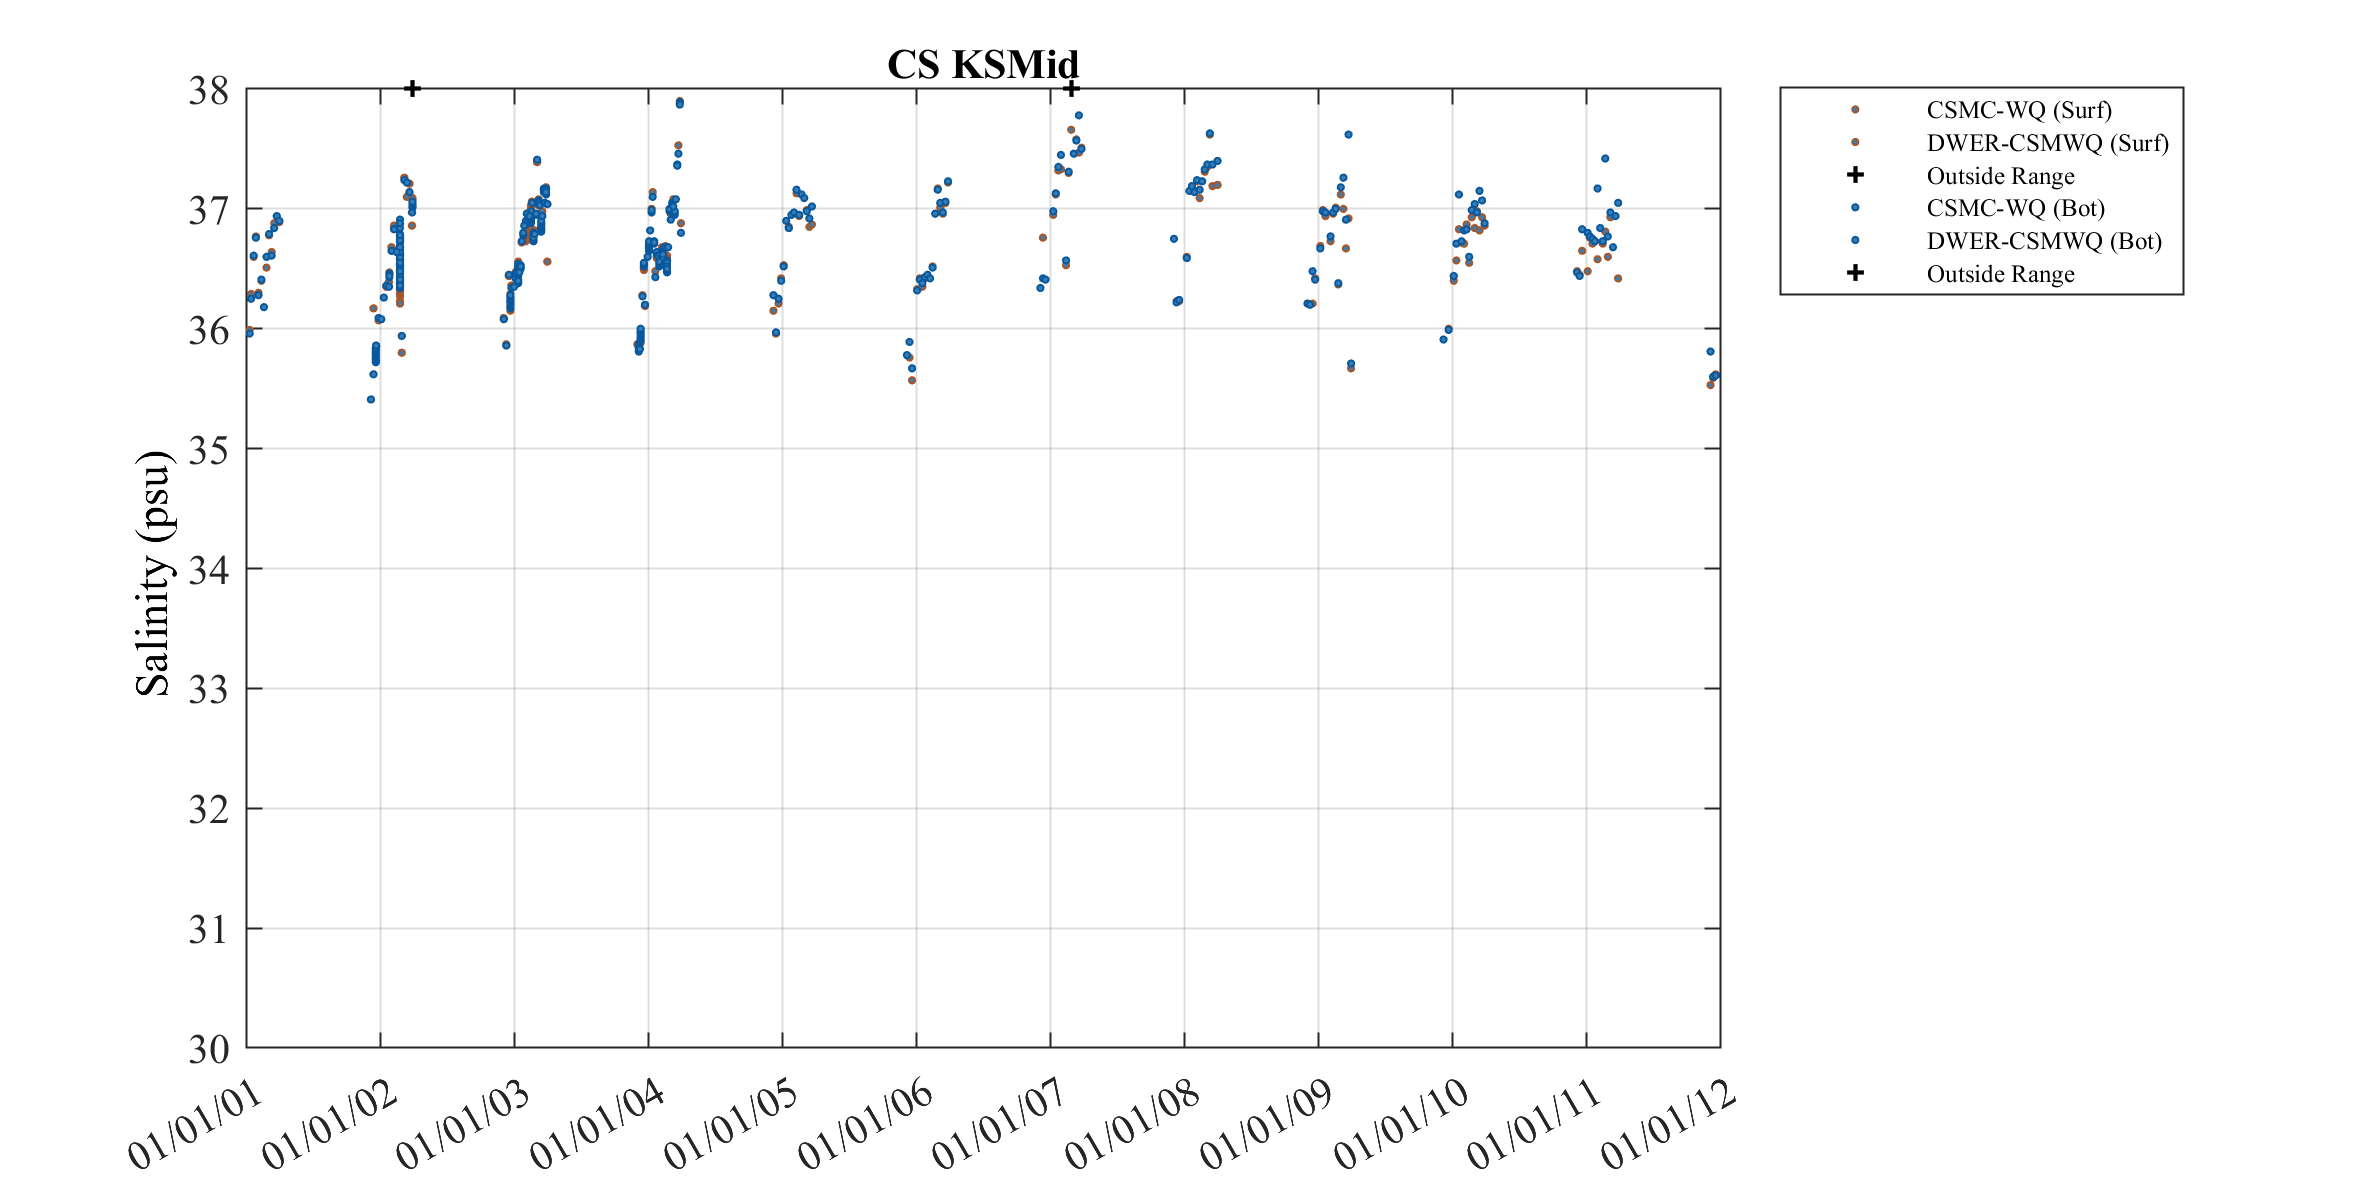 CS KSMid
38
37
36
35
34
33
32
31
30
Salinity (psu)
01/01/01
01/01/02
01/01/03
01/01/04
01/01/05
01/01/06
01/01/07
01/01/08
01/01/09
01/01/10
01/01/11
01/01/12
CSMC-WQ (Surf)
DWER-CSMWQ (Surf)
Outside Range
CSMC-WQ (Bot)
DWER-CSMWQ (Bot)
Outside Range